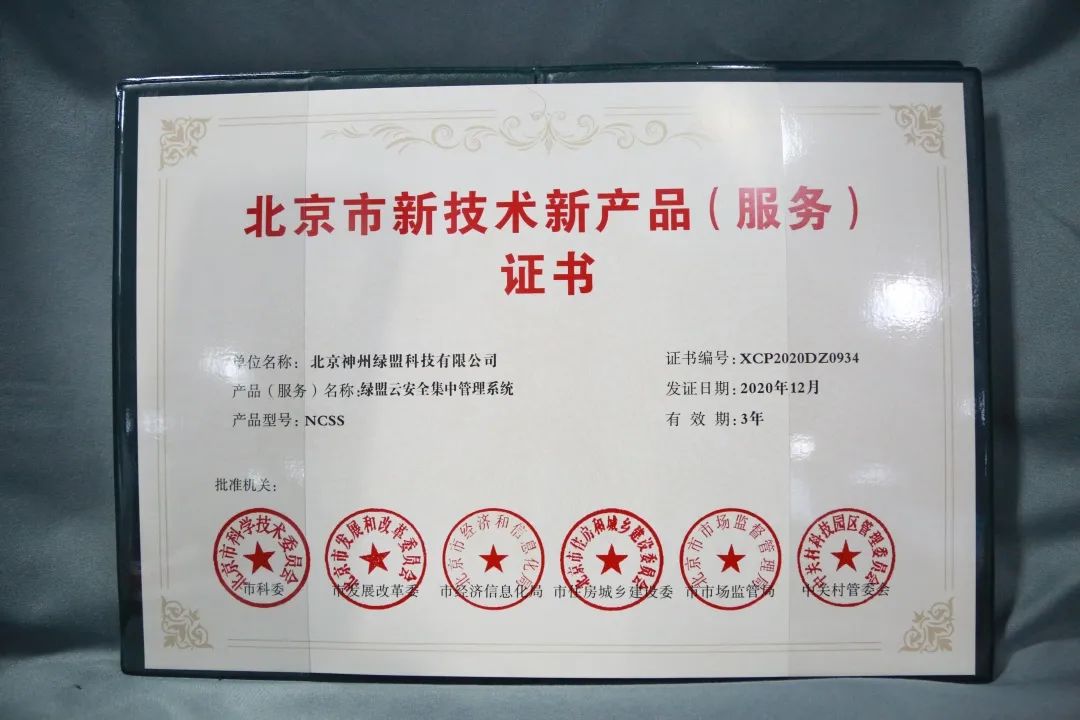 北京市新技术新产品（服务）
证书
单位名称：北京神州绿盟科技有限公司
证书编号：XCP2020DZ0934
产品（服务）名称：绿盟云安全集中管理系统
发证日期：2020年12月
产品型号：NCSS
有 效 期：3年
批准机关：
北京市科学技术委员会
市科委
北京市发展和改革委员会
市发展改革委
北京市经济和信息化局
市经济信息化局
北京市住房和城乡建设委员会
市住房城乡建设委
北京市市场监督管理局
市市场监管局
中关村科技园区管理委员会
中关村管委会